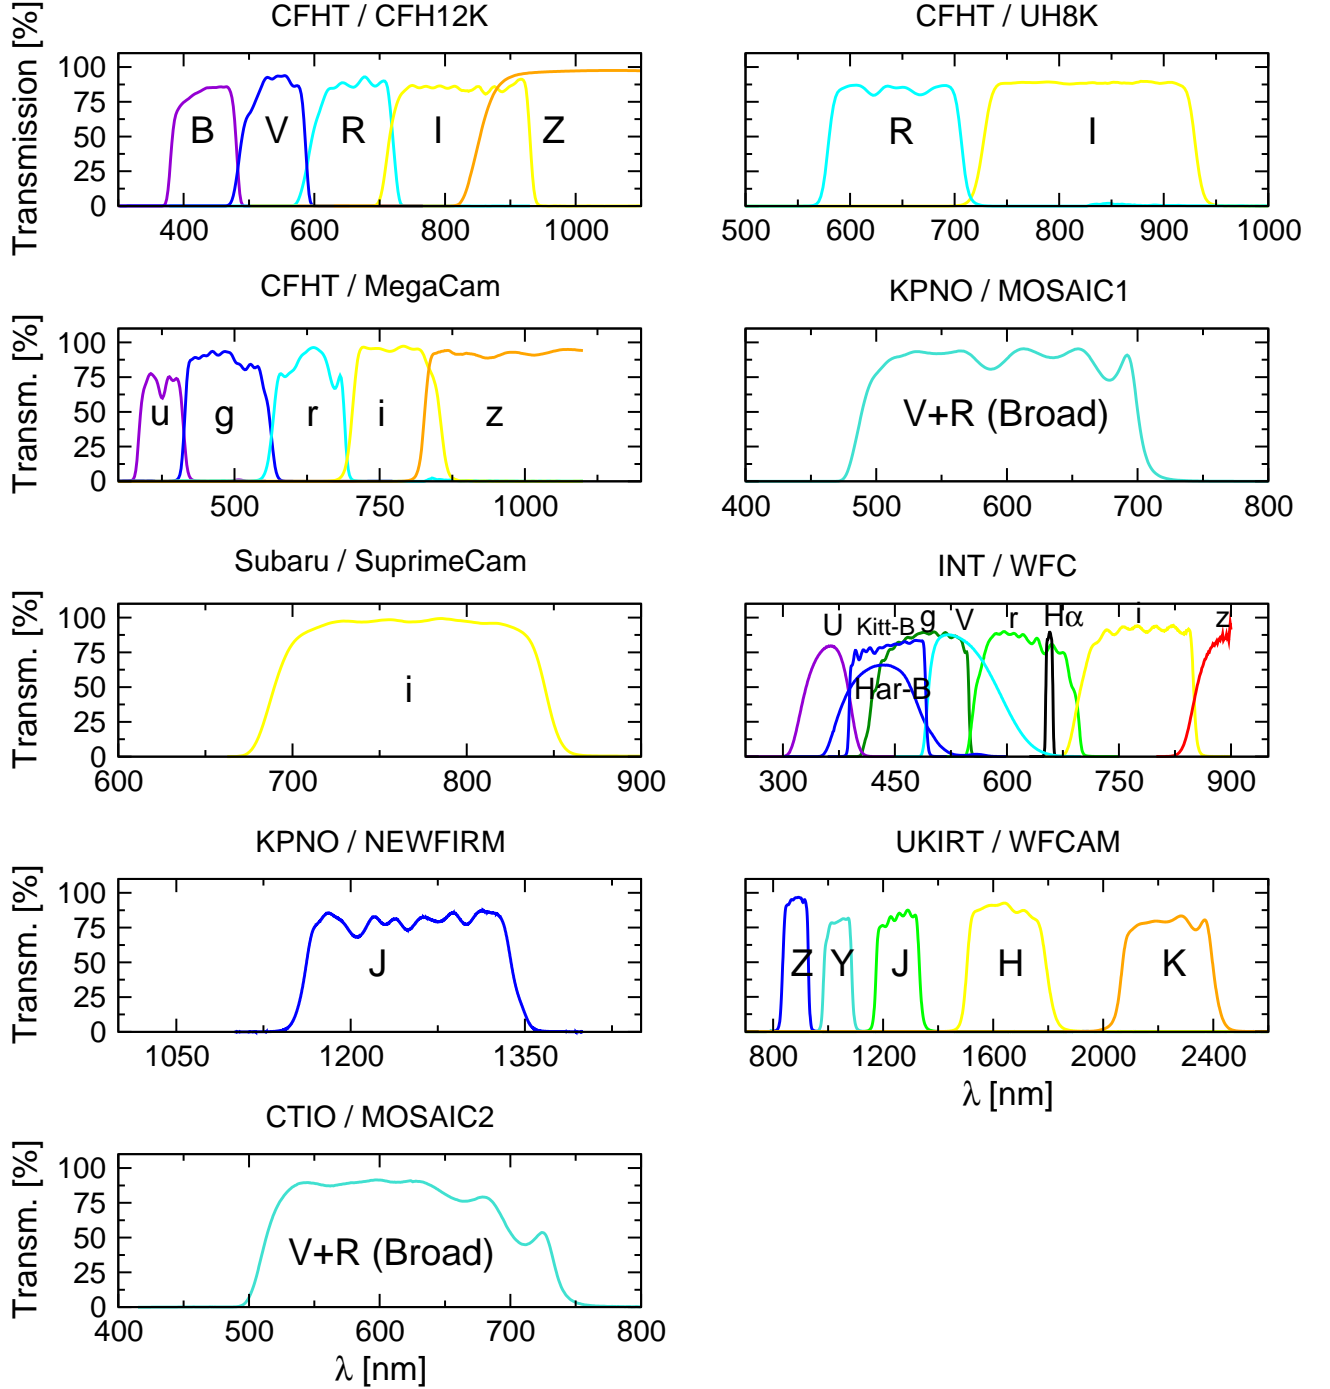 CFHT / CFH12K
CFHT / UH8K
Transmission [%]
100
75
50
25
0
B V R I Z
400 600 800 1000
R I
500 600 700 800 900 1000
CFHT / MegaCam
KPNO / MOSAIC1
Transm. [%]
100
75
50
25
0
u g r i z
500 750 1000
V+R (Broad)
400 500 600 700 800
Subaru / SuprimeCam
INT / WFC
Transm. [%]
100
75
50
25
0
i
600 700 800 900
U Kitt-B g V r Hα i z
Har-B
300 450 600 750 900
KPNO / NEWFIRM
UKIRT / WFCAM
Transm. [%]
100
75
50
25
0
J
1050 1200 1350
Z Y J H K
800 1200 1600 2000 2400
λ [nm]
CTIO / MOSAIC2
Transm. [%]
100
75
50
25
0
V+R (Broad)
400 500 600 700 800
λ [nm]